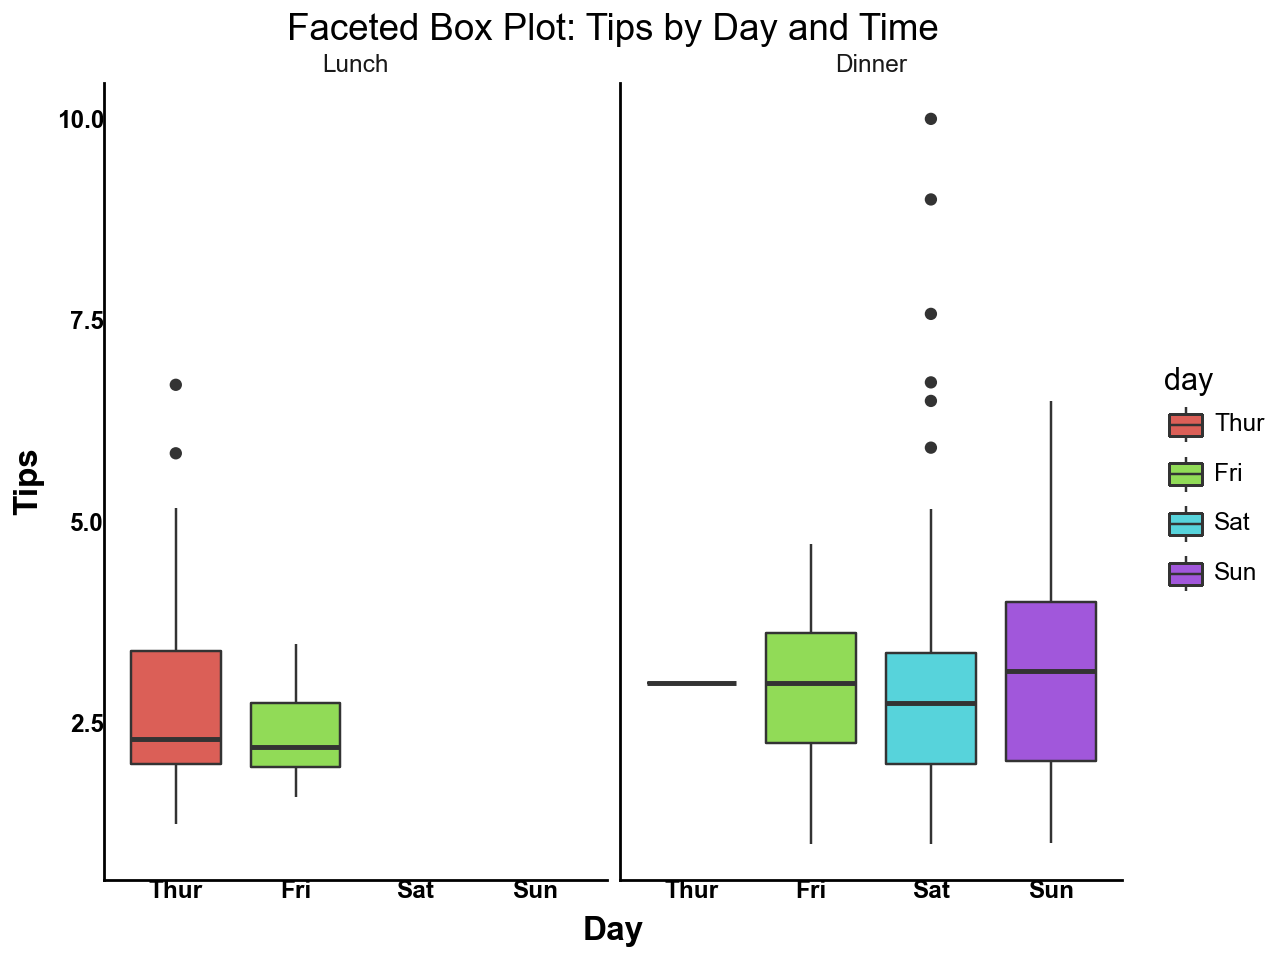 Faceted Box Plot: Tips by Day and Time
Lunch
Dinner
10.0
7.5
5.0
2.5
Tips
Thur Fri Sat Sun
Thur Fri Sat Sun
Day
day
Thur
Fri
Sat
Sun